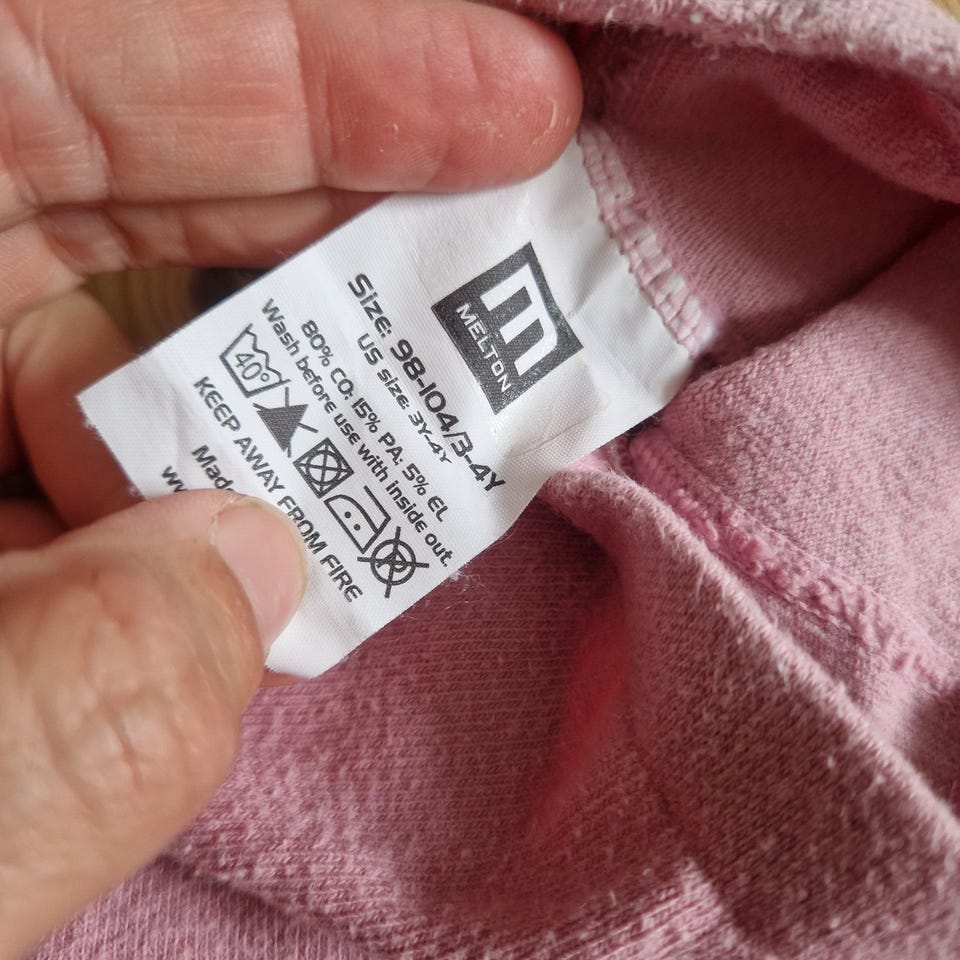 MELTON
Size: 98-104/3-4Y
US size: 3Y-4Y
80% CO: 15% PA: 5% EL
Wash before use with inside out.
40°
P
KEEP AWAY FROM FIRE